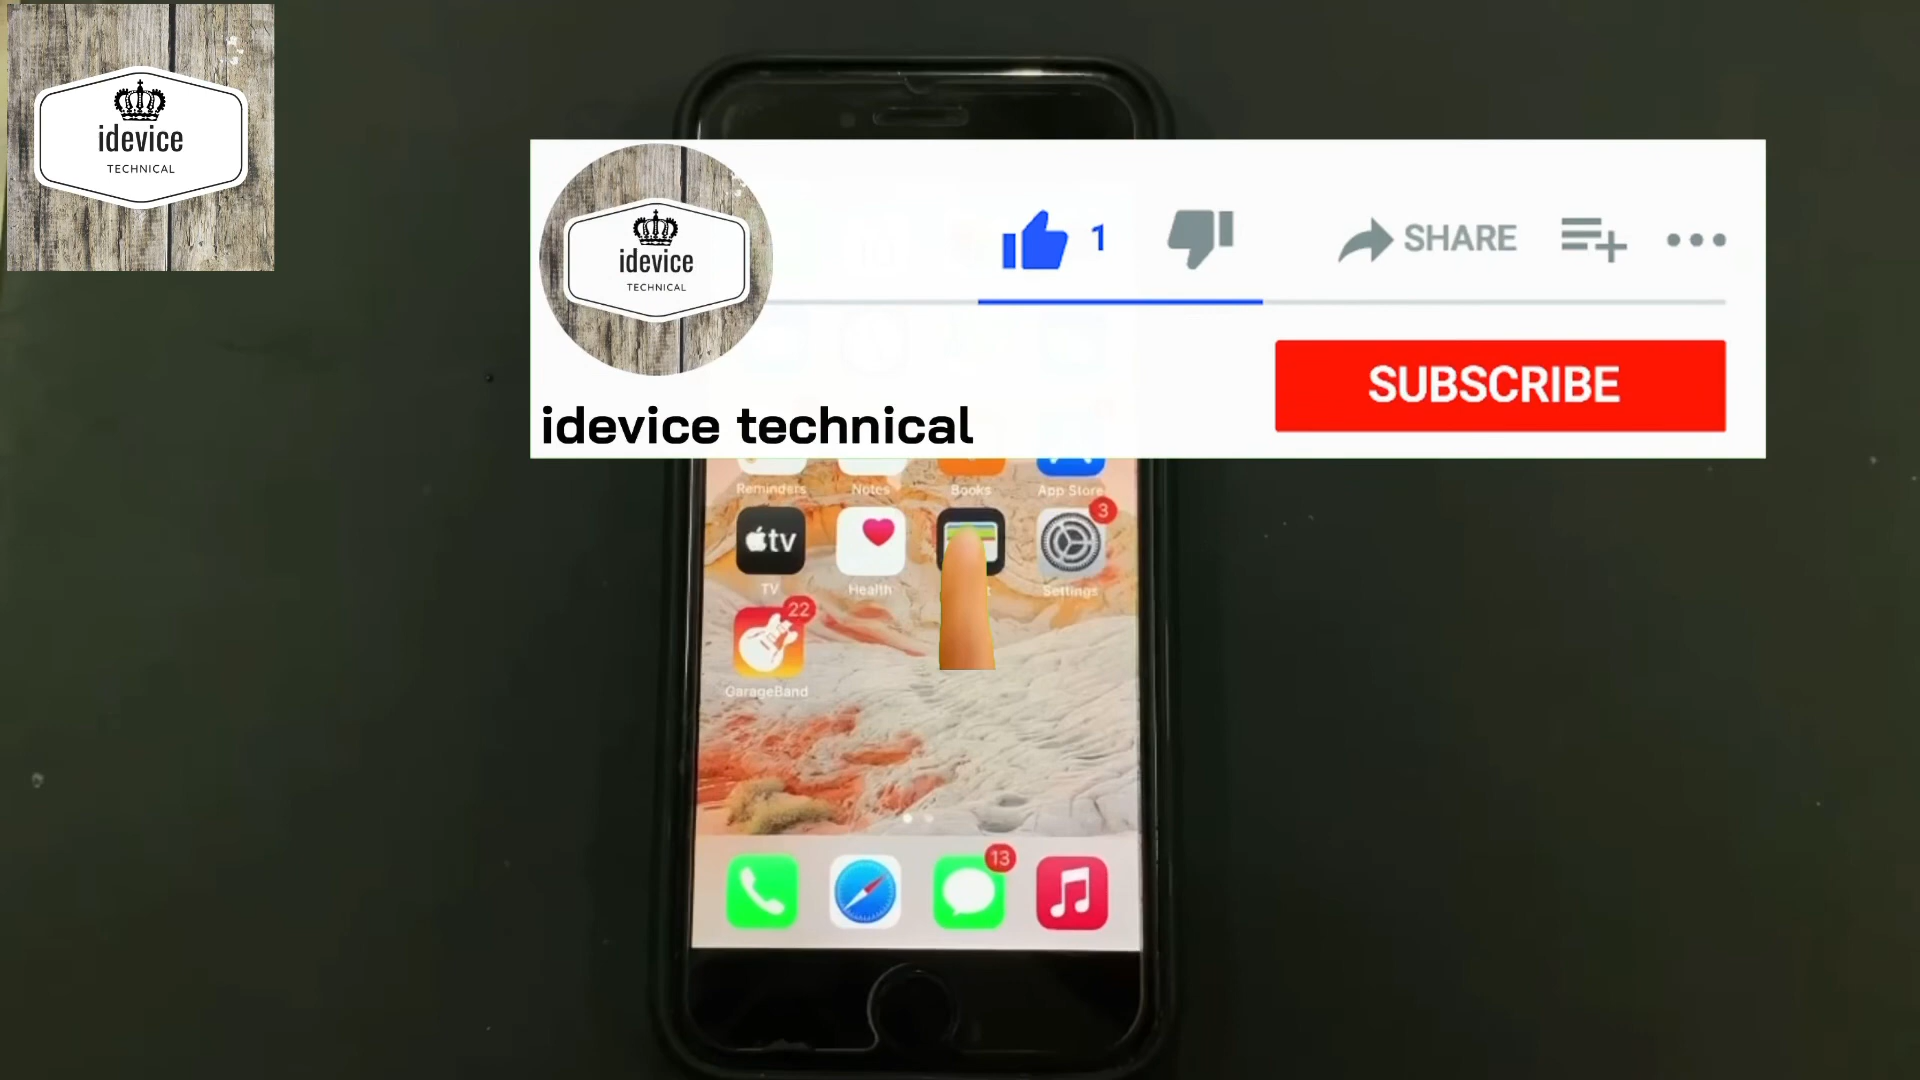 idevice
TECHNICAL
idevice
TECHNICAL
1
SHARE
SUBSCRIBE
idevice technical
Reminders
Notes
Books
App Store
tv
3
TV
Health
t
Settings
22
GarageBand
13